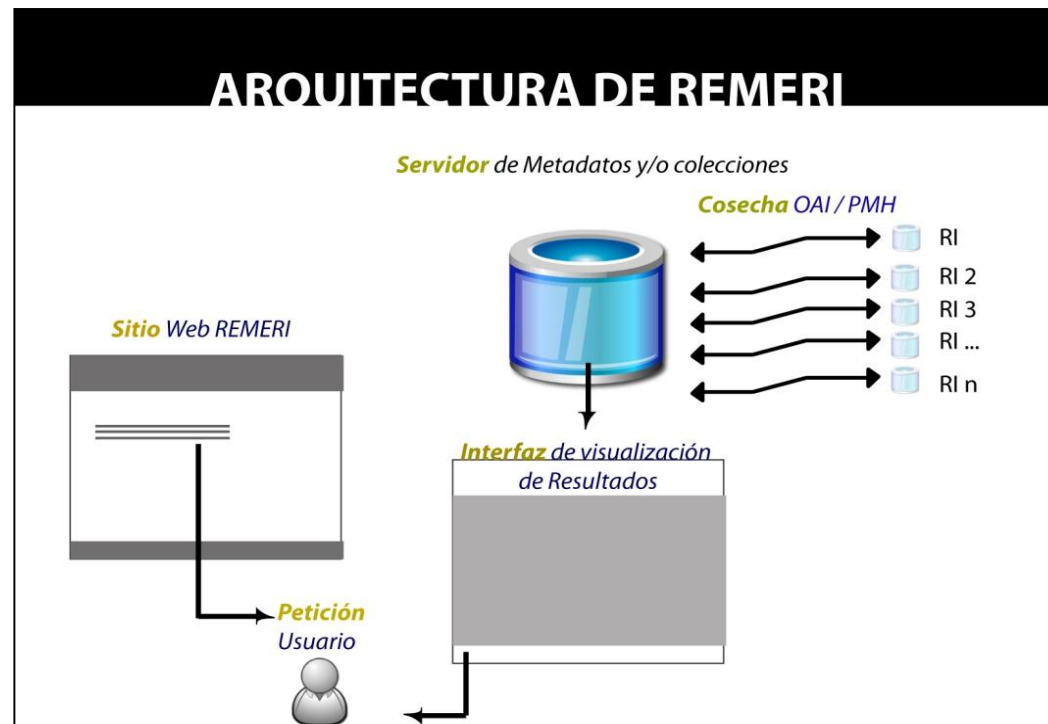 ARQUITECTURA DE REMERI
Servidor de Metadatos y/o colecciones
Cosecha OAI / PMH
RI
RI 2
RI 3
RI ...
RI n
Sitio Web REMERI
Interfaz de visualización
de Resultados
Petición
Usuario